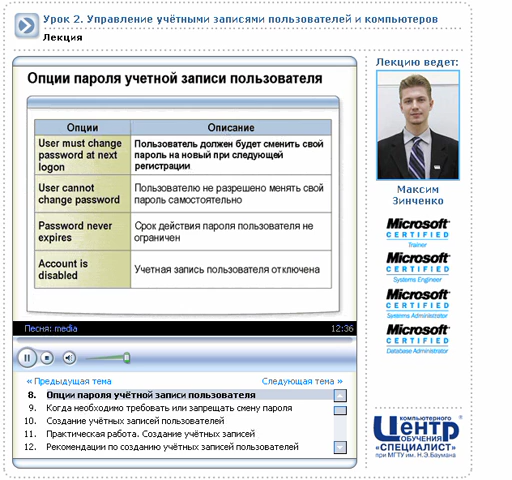 Урок 2. Управление учётными записями пользователей и компьютеров
Лекция
Опции пароля учетной записи пользователя
Опции Описание
User must change password at next logon
Пользователь должен будет сменить свой пароль на новый при следующей регистрации
User cannot change password
Пользователю не разрешено менять свой пароль самостоятельно
Password never expires
Срок действия пароля пользователя не ограничен
Account is disabled
Учетная запись пользователя отключена
Песня: media 12:36
« Предыдущая тема Следующая тема »
8. Опции пароля учётной записи пользователя
9. Когда необходимо требовать или запрещать смену пароля
10. Создание учётных записей пользователей
11. Практическая работа. Создание учётных записей
12. Рекомендации по созданию учётных записей пользователей
Лекцию ведет:
Максим
Зинченко
Microsoft
CERTIFIED
Trainer
Microsoft
CERTIFIED
Systems Engineer
Microsoft
CERTIFIED
Systems Administrator
Microsoft
CERTIFIED
Database Administrator
компьютерного
Центр
ОБУЧЕНИЯ
"СПЕЦИАЛИСТ"
при МГТУ им. Н.Э.Баумана